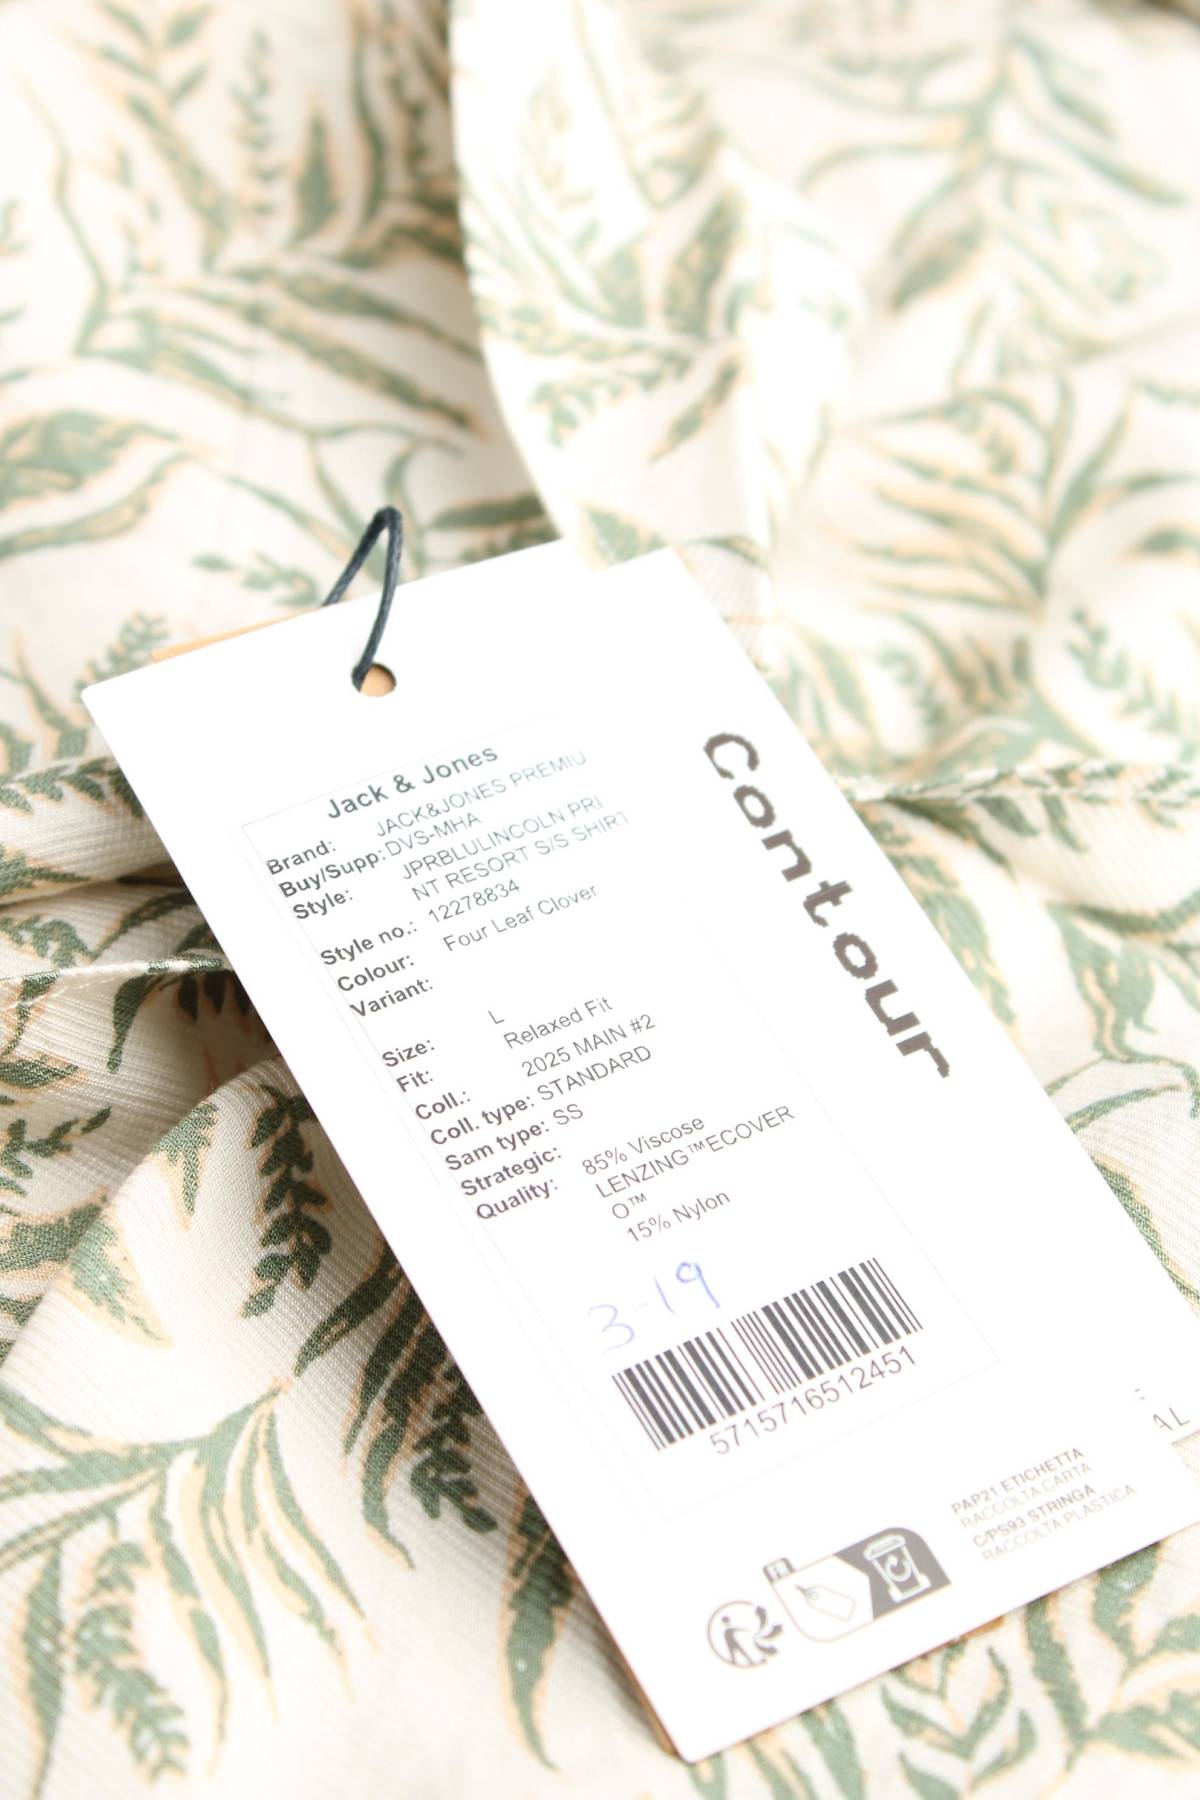 Jack & Jones
Brand: JACK&JONES PREMIU
Buy/Supp: DVS-MHA
Style: JPRBLULINCOLN PRI
NT RESORT S/S SHIRT
Style no.: 12278834
Colour: Four Leaf Clover
Variant:
Size: L
Fit: Relaxed Fit
Coll.: 2025 MAIN #2
Coll. type: STANDARD
Sam type: SS
Strategic:
Quality: 85% Viscose
LENZING™ECOVER
O™
15% Nylon
3-19
5715716512451
Contour
PAP21 ETICHETTA
RACCOLTA CARTA
C/PS93 STRINGA
RACCOLTA PLASTICA
FR
AL